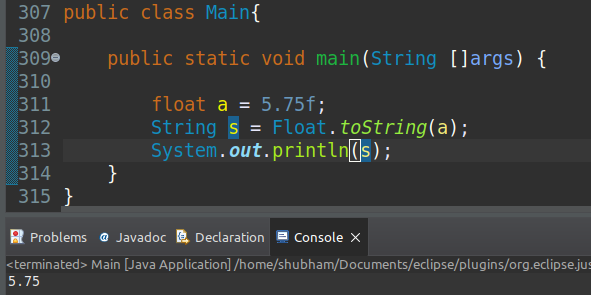 307 public class Main{
308
309 public static void main(String []args) {
310
311 float a = 5.75f;
312 String s = Float.toString(a);
313 System.out.println(s);
314 }
315 }
Problems @ Javadoc Declaration Console
<terminated> Main [Java Application] /home/shubham/Documents/eclipse/plugins/org.eclipse.jus
5.75